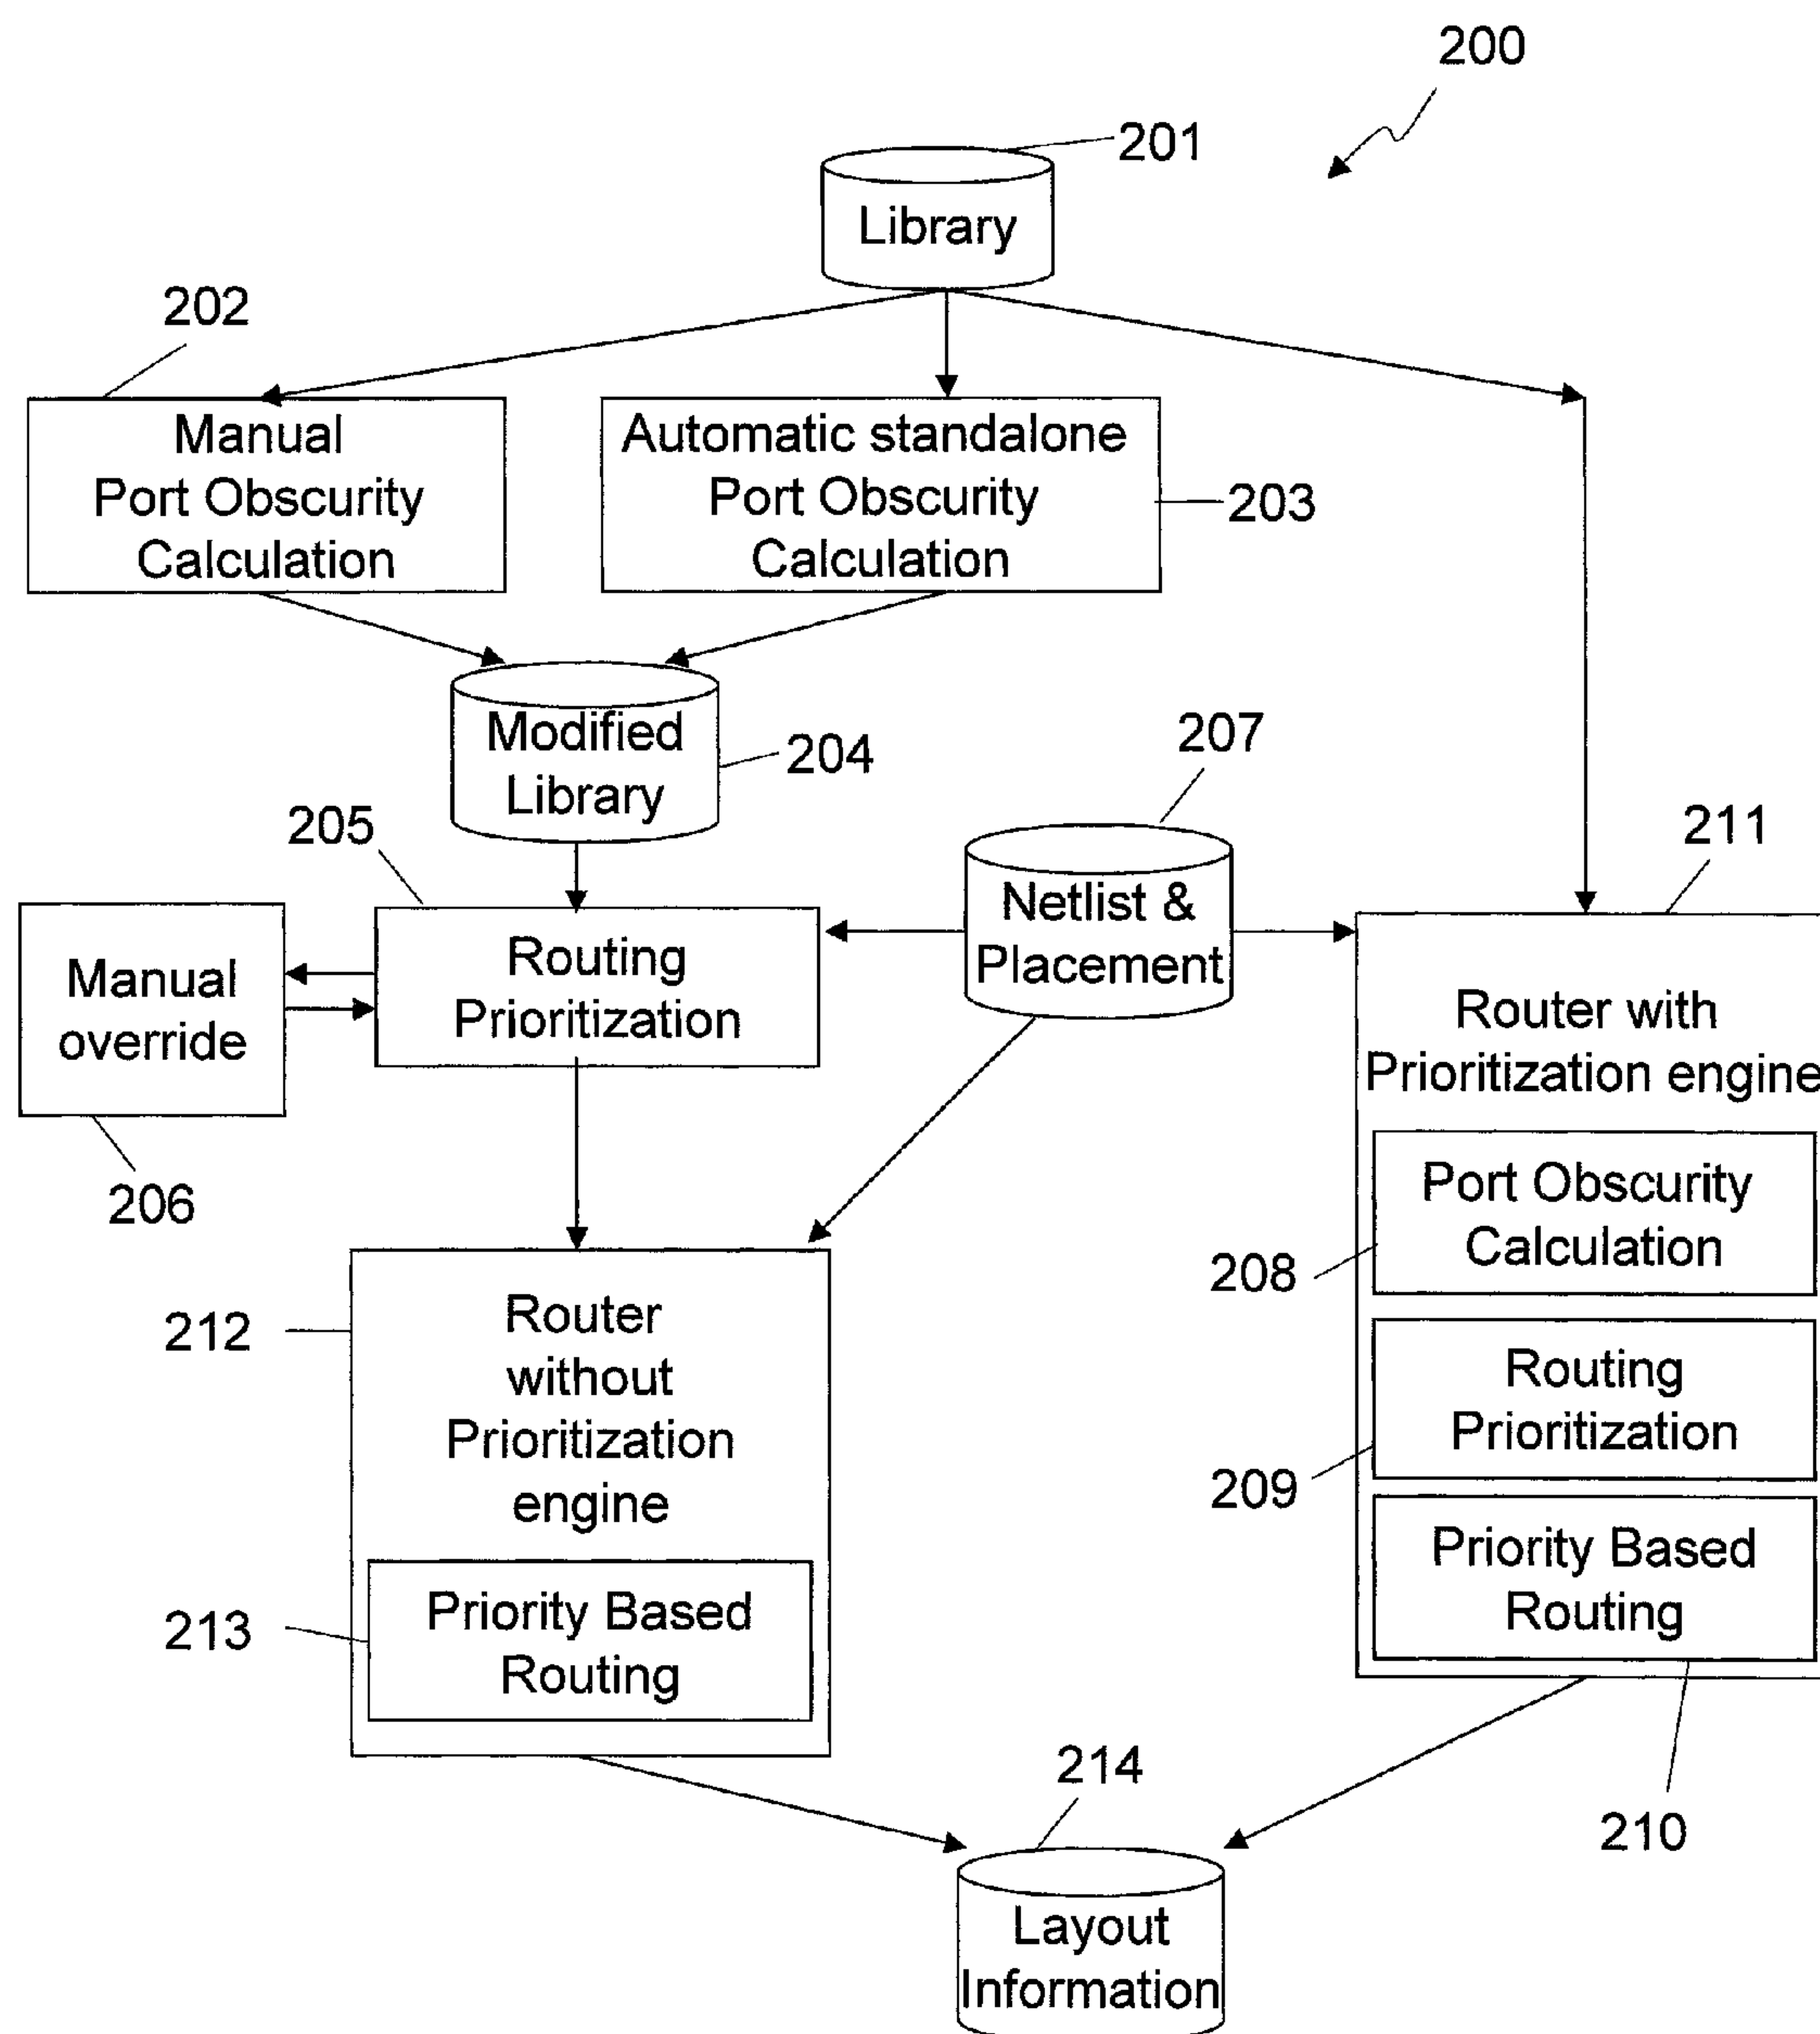 200
201
Library
202
Manual
Port Obscurity
Calculation
Automatic standalone
Port Obscurity
Calculation
203
Modified
Library
204
207
205
211
Netlist &
Placement
Manual
override
Routing
Prioritization
206
Router with
Prioritization engine
Port Obscurity
Calculation
208
Routing
Prioritization
209
Priority Based
Routing
210
212
Router
without
Prioritization
engine
213
Priority Based
Routing
214
Layout
Information